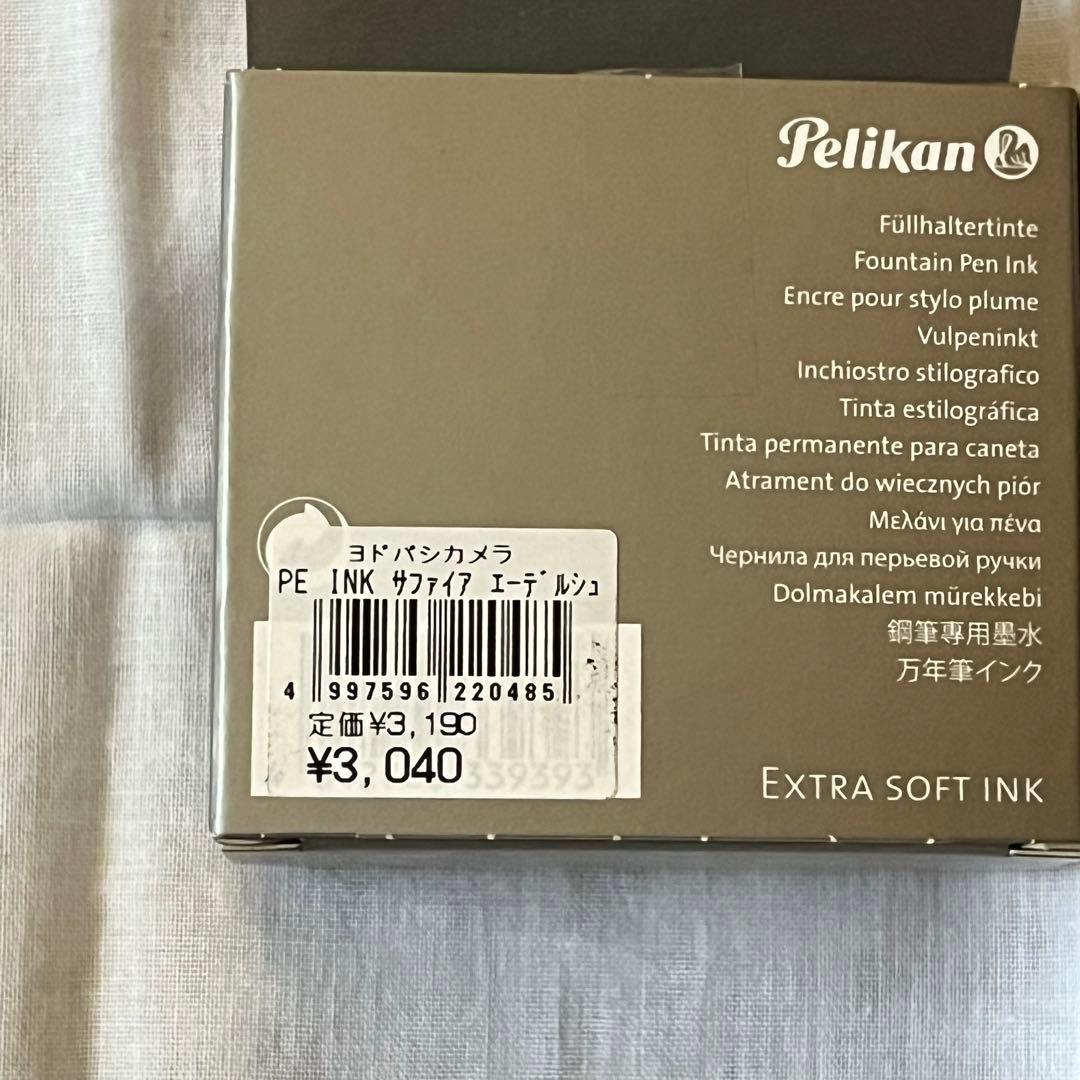 Pelikan
Füllhaltertinte
Fountain Pen Ink
Encre pour stylo plume
Vulpeninkt
Inchiostro stilografico
Tinta estilográfica
Tinta permanente para caneta
Atrament do wiecznych piór
Μελάνι για πένα
Чернила для перьевой ручки
Dolmakalem mürekkebi
鋼筆專用墨水
万年筆インク
EXTRA SOFT INK
ヨドバシカメラ
PE INK ｻﾌｧｲｱ ｴｰﾃﾞﾙｼｭ
4 997596 220485
定価¥3,190
¥3,040